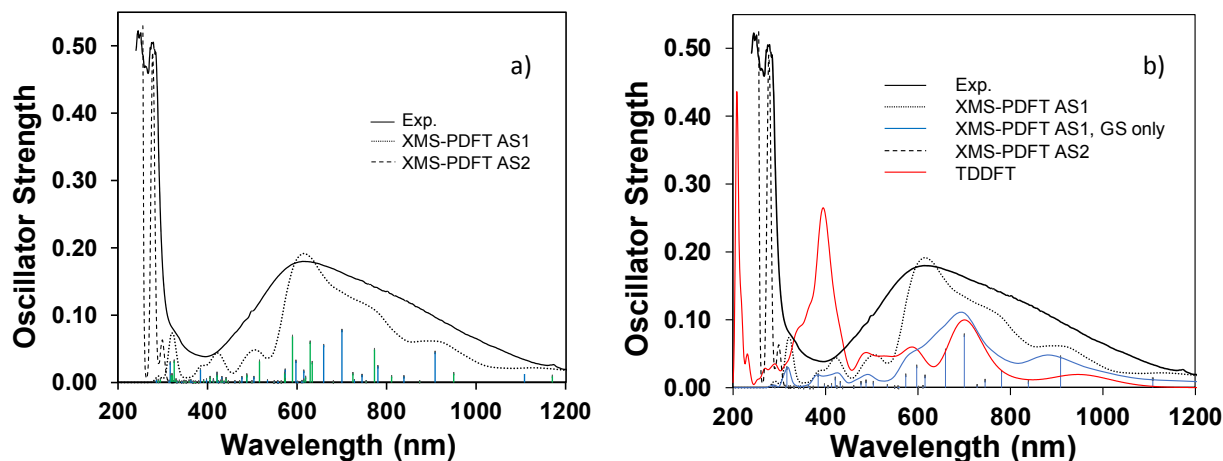 a)
Oscillator Strength
0.50
0.40
0.30
0.20
0.10
0.00
Exp.
XMS-PDFT AS1
XMS-PDFT AS2
200 400 600 800 1000 1200
Wavelength (nm)
b)
Oscillator Strength
0.50
0.40
0.30
0.20
0.10
0.00
Exp.
XMS-PDFT AS1
XMS-PDFT AS1, GS only
XMS-PDFT AS2
TDDFT
200 400 600 800 1000 1200
Wavelength (nm)